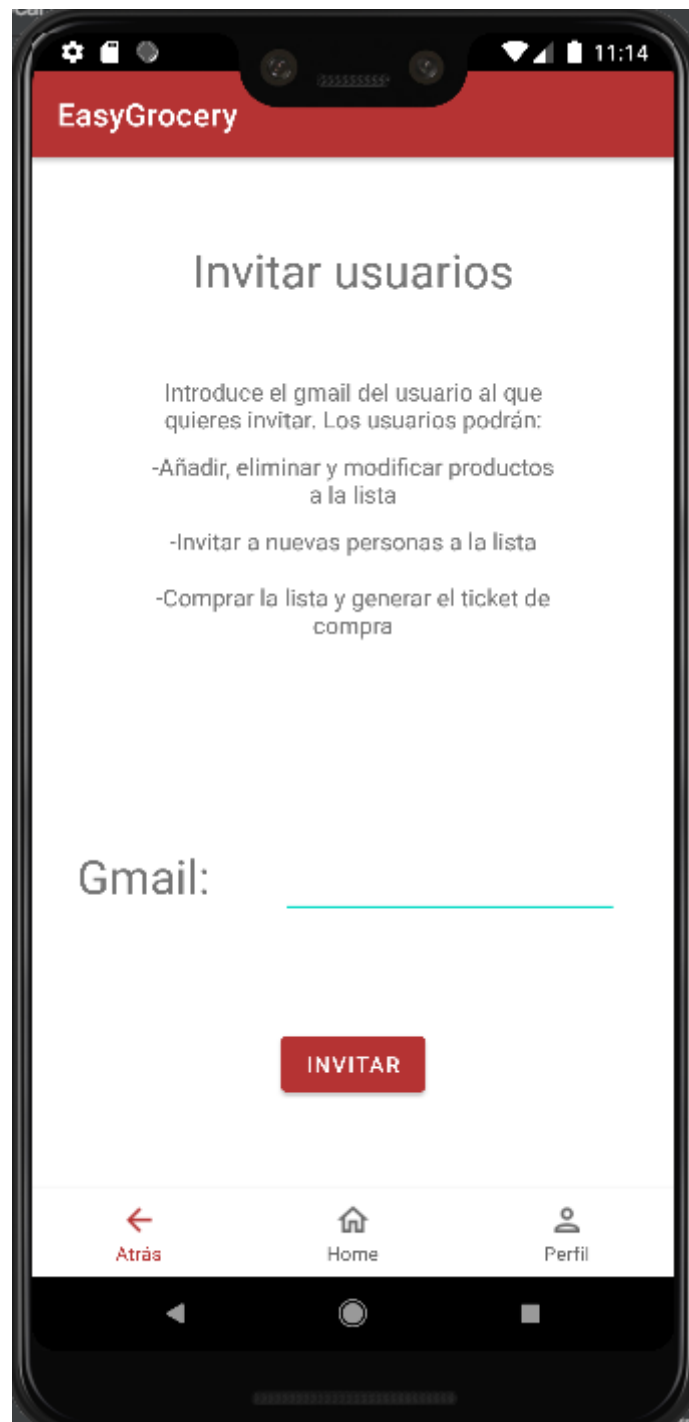 11:14
EasyGrocery
Invitar usuarios
Introduce el gmail del usuario al que
quieres invitar. Los usuarios podrán:
-Añadir, eliminar y modificar productos
a la lista
-Invitar a nuevas personas a la lista
-Comprar la lista y generar el ticket de
compra
Gmail:
INVITAR
Atrás Home Perfil